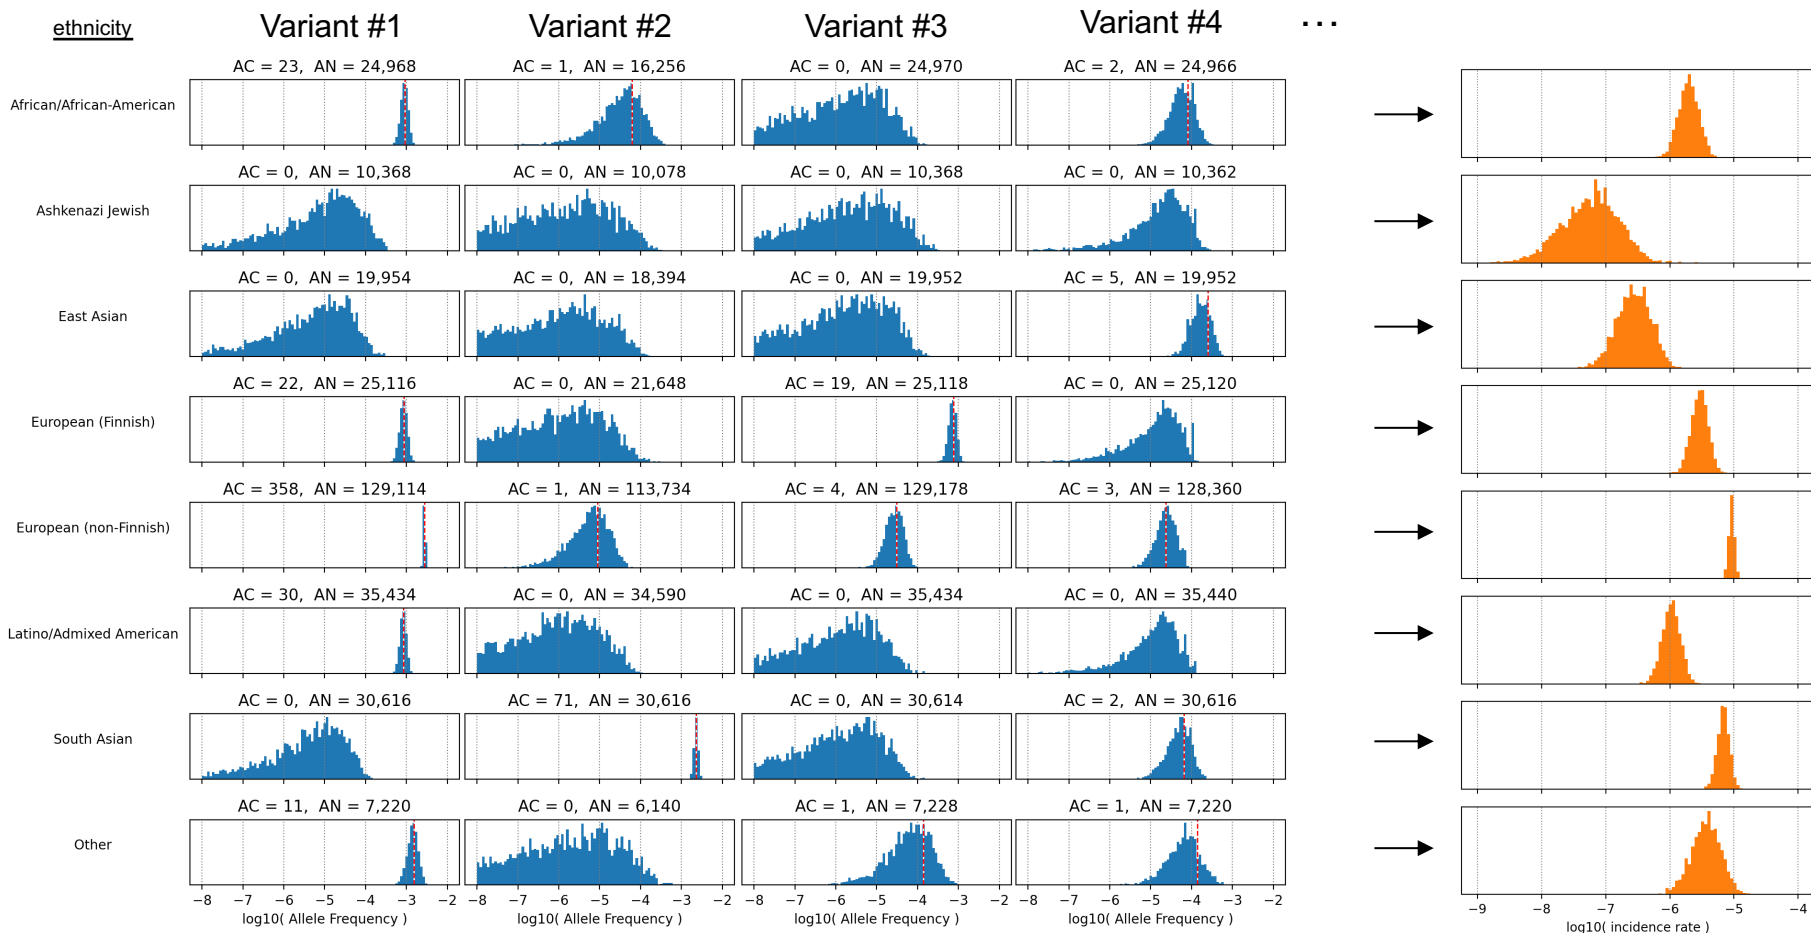 ethnicity Variant #1 Variant #2 Variant #3 Variant #4 ...
AC = 23, AN = 24,968 AC = 1, AN = 16,256 AC = 0, AN = 24,970 AC = 2, AN = 24,966
African/African-American
AC = 0, AN = 10,368 AC = 0, AN = 10,078 AC = 0, AN = 10,368 AC = 0, AN = 10,362
Ashkenazi Jewish
AC = 0, AN = 19,954 AC = 0, AN = 18,394 AC = 0, AN = 19,952 AC = 5, AN = 19,952
East Asian
AC = 22, AN = 25,116 AC = 0, AN = 21,648 AC = 19, AN = 25,118 AC = 0, AN = 25,120
European (Finnish)
AC = 358, AN = 129,114 AC = 1, AN = 113,734 AC = 4, AN = 129,178 AC = 3, AN = 128,360
European (non-Finnish)
AC = 30, AN = 35,434 AC = 0, AN = 34,590 AC = 0, AN = 35,434 AC = 0, AN = 35,440
Latino/Admixed American
AC = 0, AN = 30,616 AC = 71, AN = 30,616 AC = 0, AN = 30,614 AC = 2, AN = 30,616
South Asian
AC = 11, AN = 7,220 AC = 0, AN = 6,140 AC = 1, AN = 7,228 AC = 1, AN = 7,220
Other
−8 −7 −6 −5 −4 −3 −2 −8 −7 −6 −5 −4 −3 −2 −8 −7 −6 −5 −4 −3 −2 −8 −7 −6 −5 −4 −3 −2 −9 −8 −7 −6 −5 −4
log10( Allele Frequency ) log10( Allele Frequency ) log10( Allele Frequency ) log10( Allele Frequency ) log10( incidence rate )